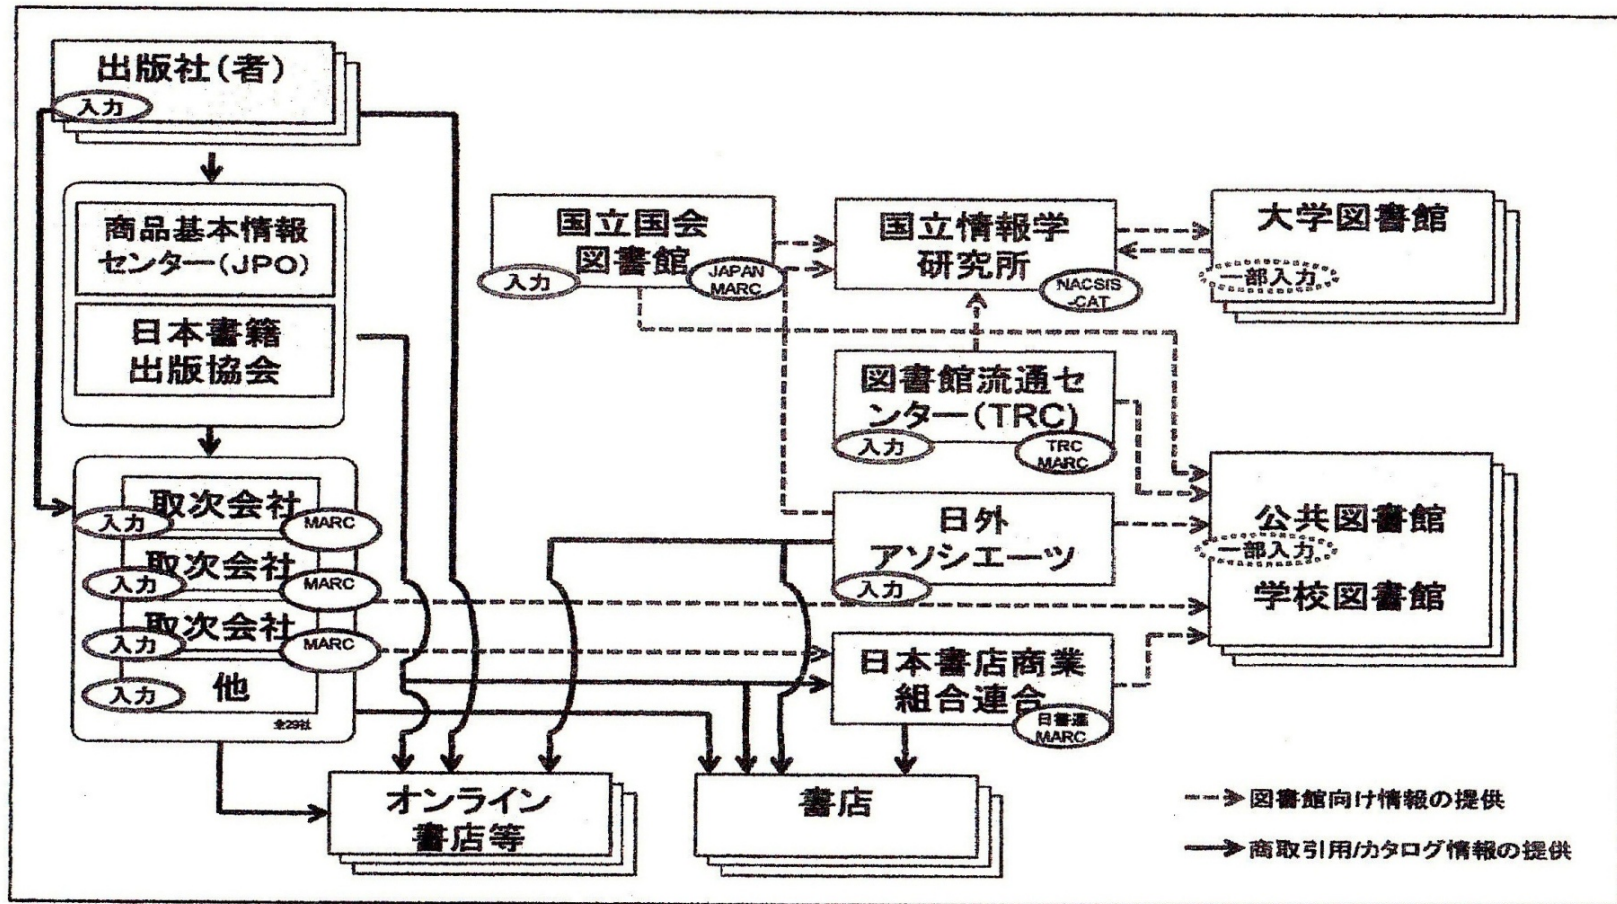 出版社(者)
入力
商品基本情報
センター(JPO)
日本書籍
出版協会
取次会社
入力
MARC
取次会社
入力
MARC
取次会社
入力
MARC
他
入力
全29社
国立国会
図書館
入力
JAPAN
MARC
国立情報学
研究所
NACSIS
-CAT
大学図書館
一部入力
図書館流通セ
ンター(TRC)
入力
TRC
MARC
日外
アソシエーツ
入力
公共図書館
一部入力
学校図書館
日本書店商業
組合連合
日書連
MARC
オンライン
書店等
書店
図書館向け情報の提供
商取引用/カタログ情報の提供